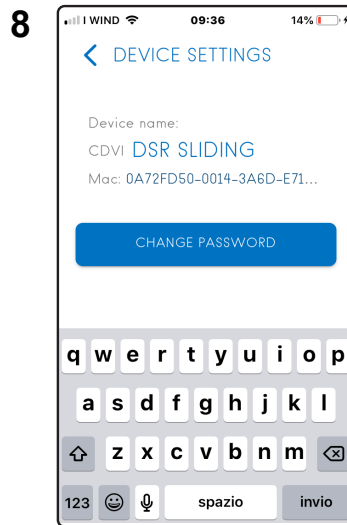 8
I WIND 09:36 14%
DEVICE SETTINGS
Device name:
CDVI DSR SLIDING
Mac: 0A72FD50-0014-3A6D-E71...
CHANGE PASSWORD
q w e r t y u i o p
a s d f g h j k l
z x c v b n m
123 spazio invio